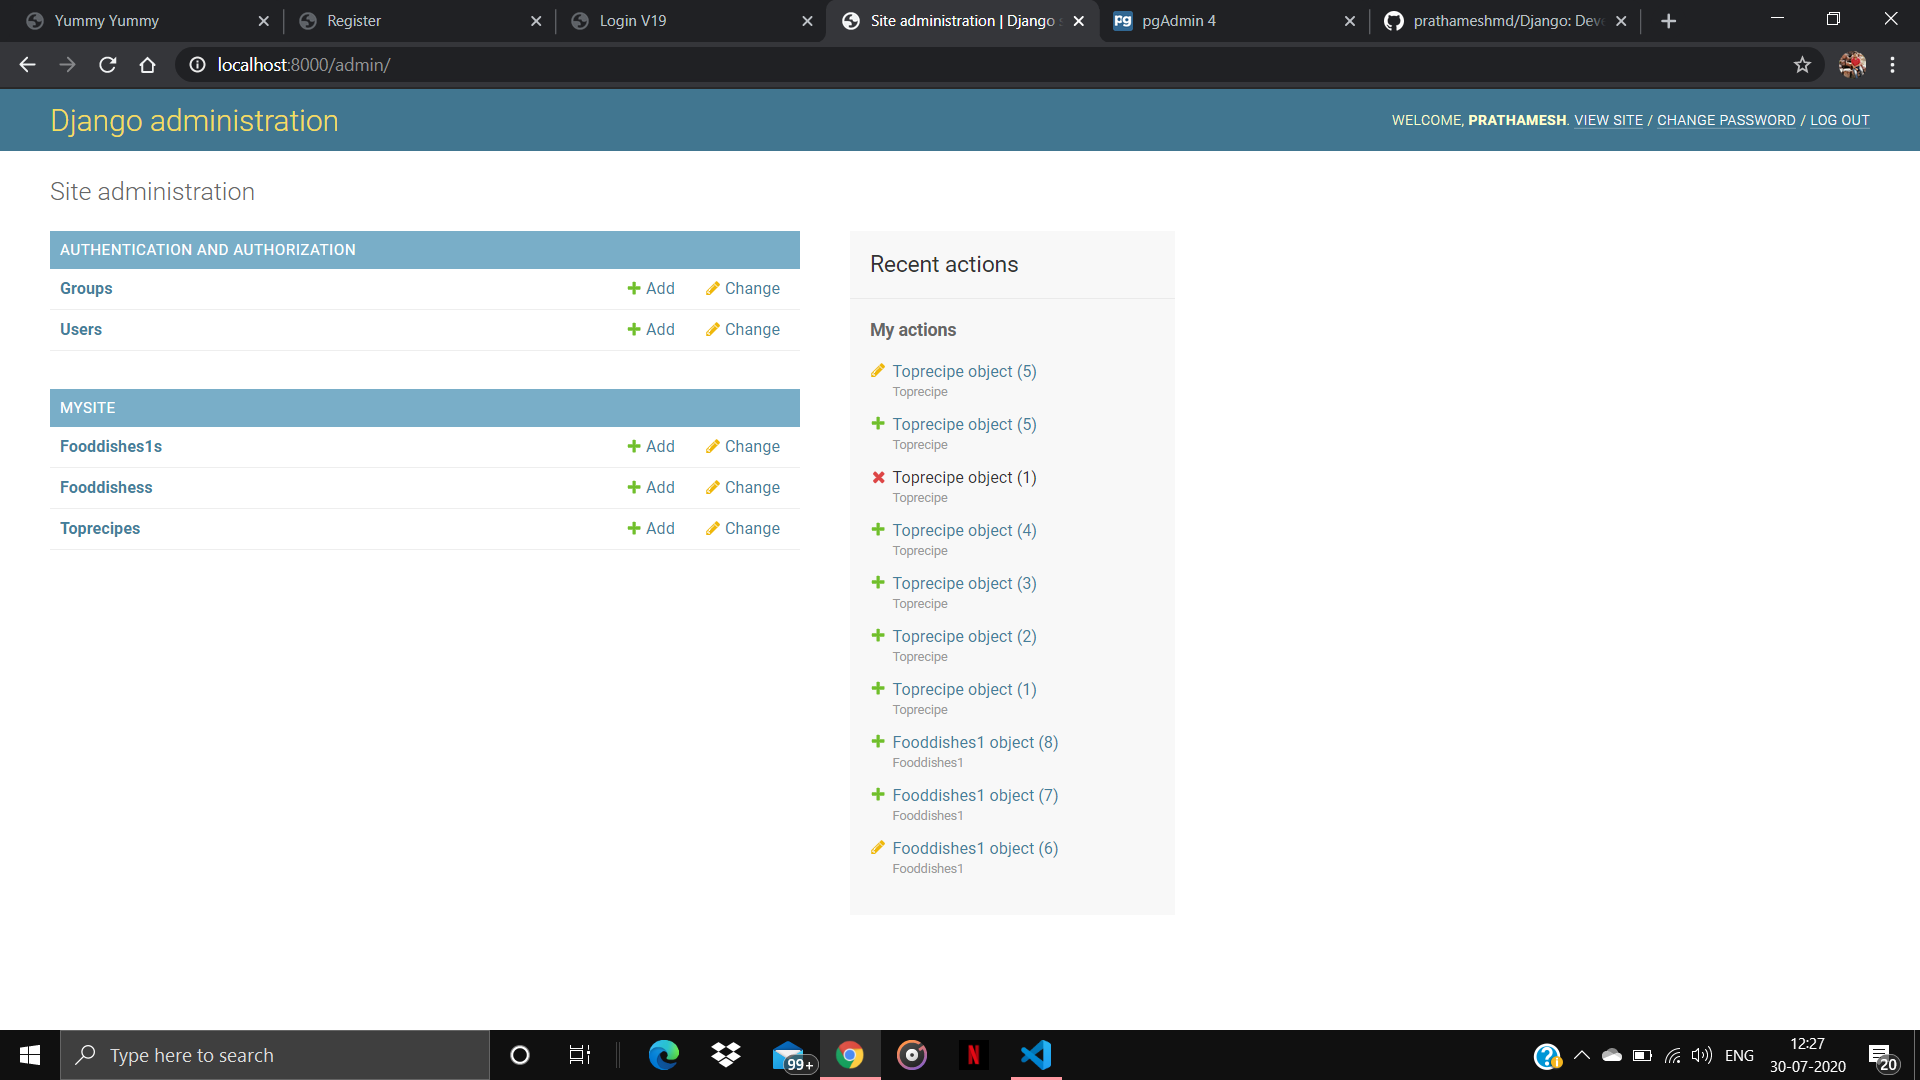 Yummy Yummy
Register
Login V19
Site administration | Django
pgAdmin 4
prathameshmd/Django: Dev
localhost:8000/admin/
Django administration
WELCOME, PRATHAMESH. VIEW SITE / CHANGE PASSWORD / LOG OUT
Site administration
AUTHENTICATION AND AUTHORIZATION
Groups Add Change
Users Add Change
MYSITE
Fooddishes1s Add Change
Fooddishess Add Change
Toprecipes Add Change
Recent actions
My actions
Toprecipe object (5)
Toprecipe
Toprecipe object (5)
Toprecipe
Toprecipe object (1)
Toprecipe
Toprecipe object (4)
Toprecipe
Toprecipe object (3)
Toprecipe
Toprecipe object (2)
Toprecipe
Toprecipe object (1)
Toprecipe
Fooddishes1 object (8)
Fooddishes1
Fooddishes1 object (7)
Fooddishes1
Fooddishes1 object (6)
Fooddishes1
Type here to search
99+
N
ENG
12:27
30-07-2020
20